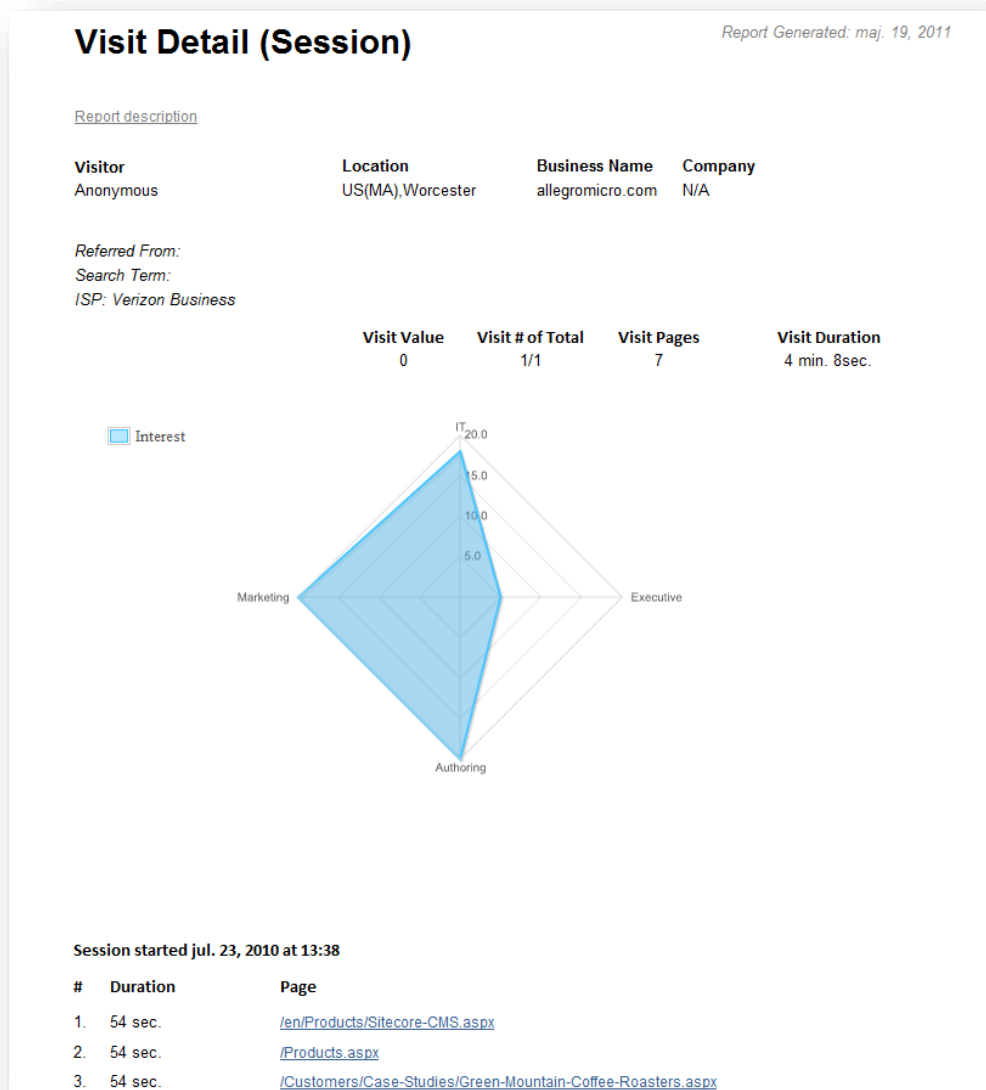 Visit Detail (Session)
Report Generated: maj. 19, 2011
Report description
Visitor Location Business Name Company
Anonymous US(MA),Worcester allegromicro.com N/A
Referred From:
Search Term:
ISP: Verizon Business
Visit Value Visit # of Total Visit Pages Visit Duration
0 1/1 7 4 min. 8sec.
Interest
IT
20.0
15.0
10.0
5.0
Marketing
Executive
Authoring
Session started jul. 23, 2010 at 13:38
# Duration Page
1. 54 sec. /en/Products/Sitecore-CMS.aspx
2. 54 sec. /Products.aspx
3. 54 sec. /Customers/Case-Studies/Green-Mountain-Coffee-Roasters.aspx